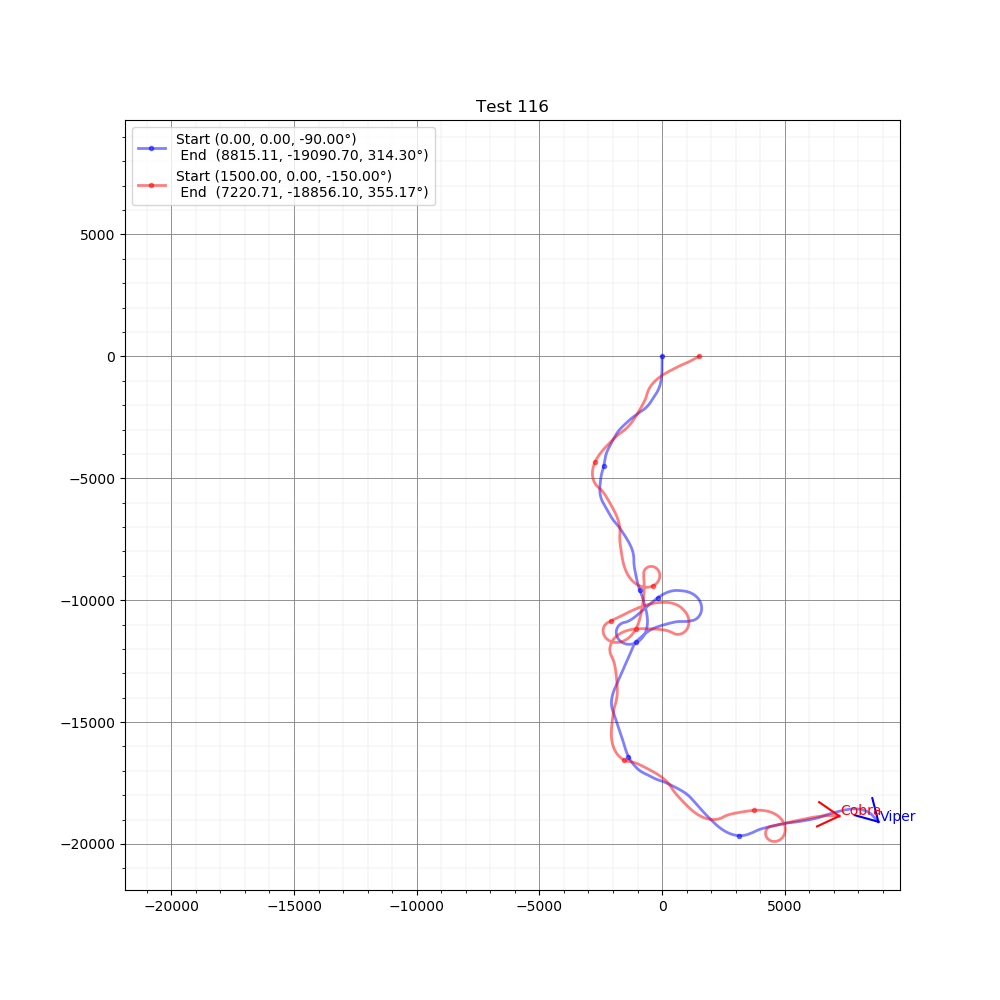 Test 116
Start (0.00, 0.00, -90.00°)
End (8815.11, -19090.70, 314.30°)
Start (1500.00, 0.00, -150.00°)
End (7220.71, -18856.10, 355.17°)
5000
0
−5000
−10000
−15000
−20000
Cobra
Viper
−20000 −15000 −10000 −5000 0 5000